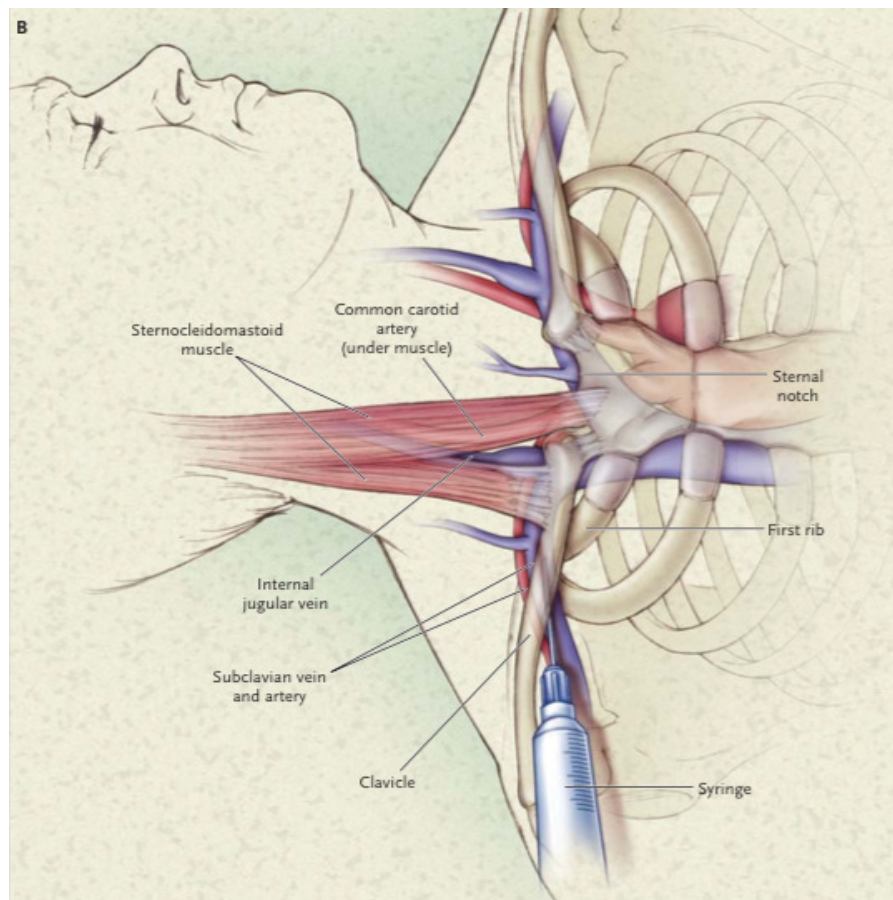 B
Common carotid
artery
(under muscle)
Sternocleidomastoid
muscle
Sternal
notch
First rib
Internal
jugular vein
Subclavian vein
and artery
Clavicle
Syringe